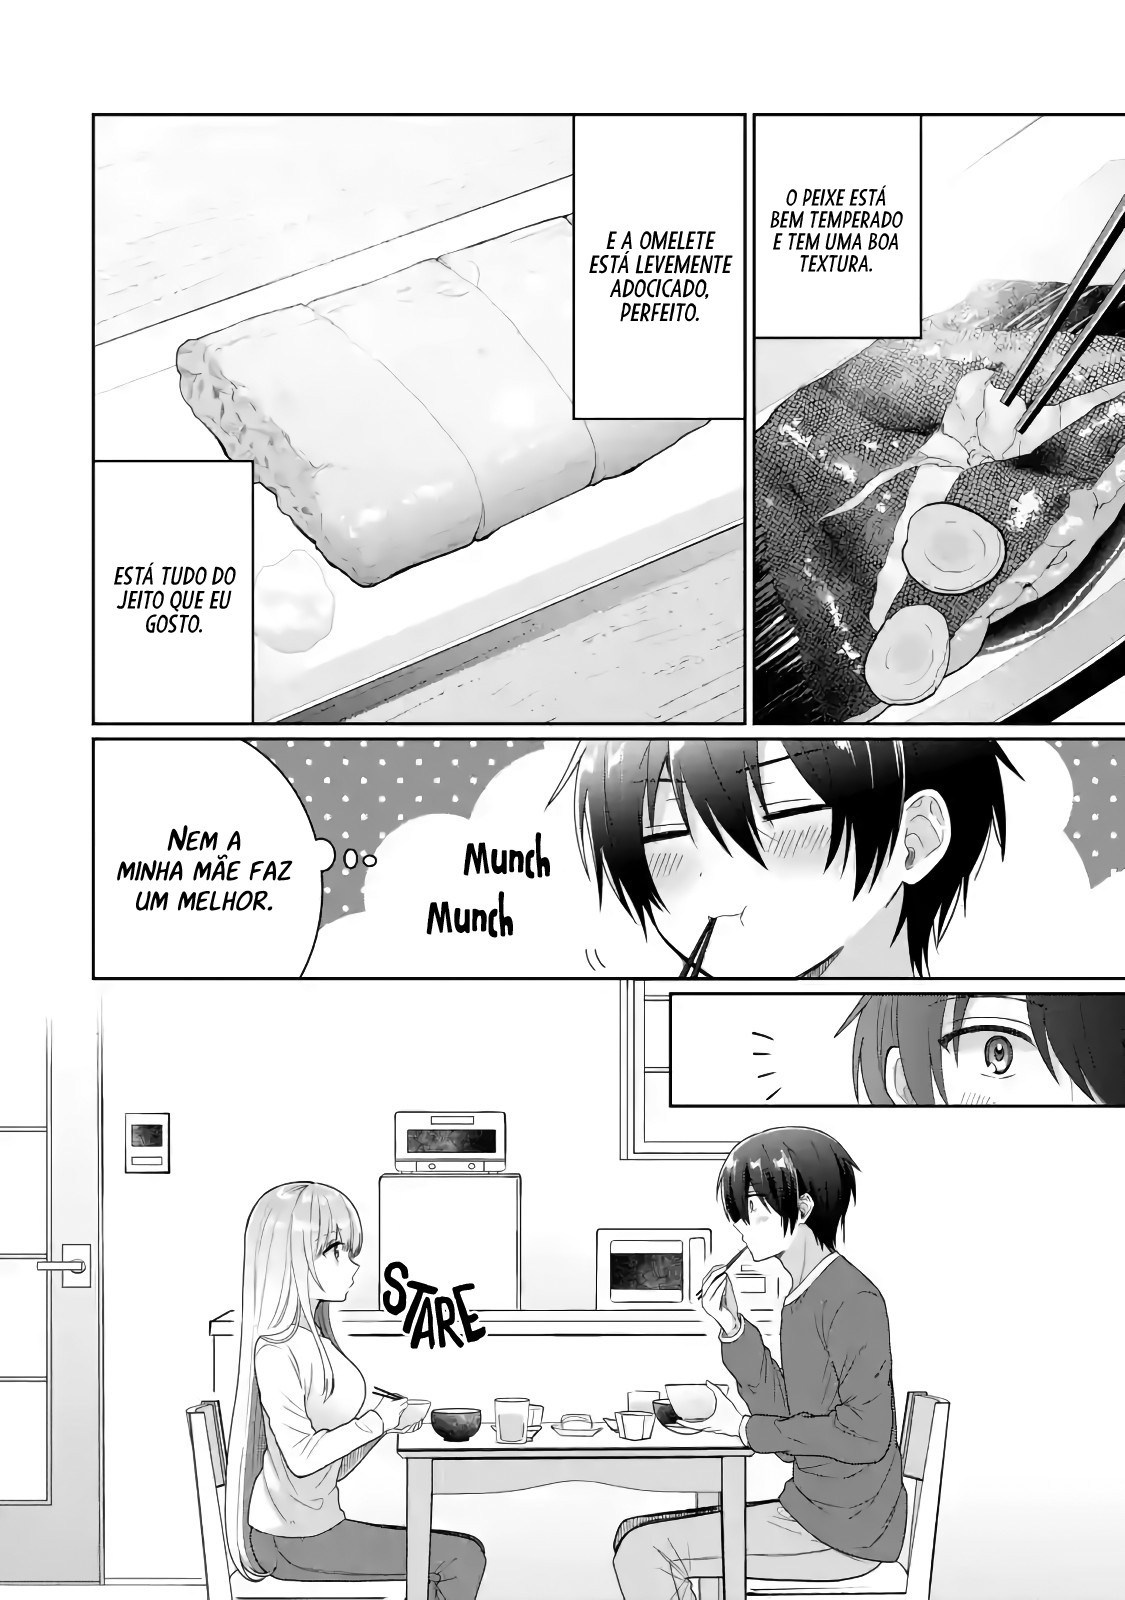 O PEIXE ESTÁ
BEM TEMPERADO
E TEM UMA BOA
TEXTURA.
E A OMELETE
ESTÁ LEVEMENTE
ADOCICADO,
PERFEITO.
ESTÁ TUDO DO
JEITO QUE EU
GOSTO.
Munch
Munch
NEM A
MINHA MÃE FAZ
UM MELHOR.
STARE